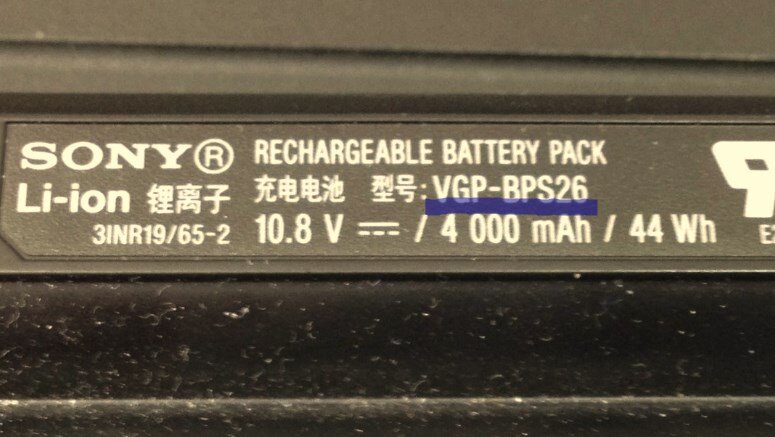 SONY® RECHARGEABLE BATTERY PACK
Li-ion 锂离子 充电电池 型号: VGP-BPS26
3INR19/65-2 10.8 V ⎓ / 4 000 mAh / 44 Wh